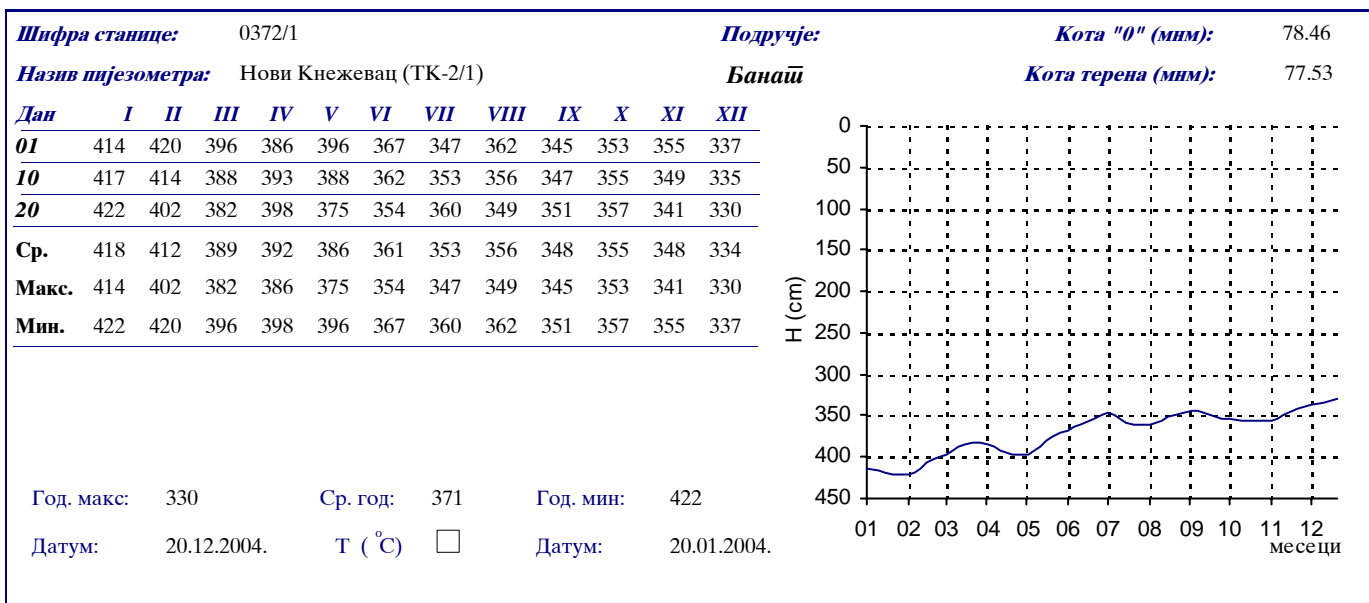 Шифра станице: 0372/1 Подручје: Кота "0" (мнм): 78.46
Назив пијезометра: Нови Кнежевац (ТК-2/1) Банат Кота терена (мнм): 77.53
Дан I II III IV V VI VII VIII IX X XI XII
01 414 420 396 386 396 367 347 362 345 353 355 337
10 417 414 388 393 388 362 353 356 347 355 349 335
20 422 402 382 398 375 354 360 349 351 357 341 330
Ср. 418 412 389 392 386 361 353 356 348 355 348 334
Макс. 414 402 382 386 375 354 347 349 345 353 341 330
Мин. 422 420 396 398 396 367 360 362 351 357 355 337
Год. макс: 330 Ср. год: 371 Год. мин: 422
Датум: 20.12.2004. Т ( °C) Датум: 20.01.2004.
0
50
100
150
200
250
300
350
400
450
H (cm)
01 02 03 04 05 06 07 08 09 10 11 12
месеци